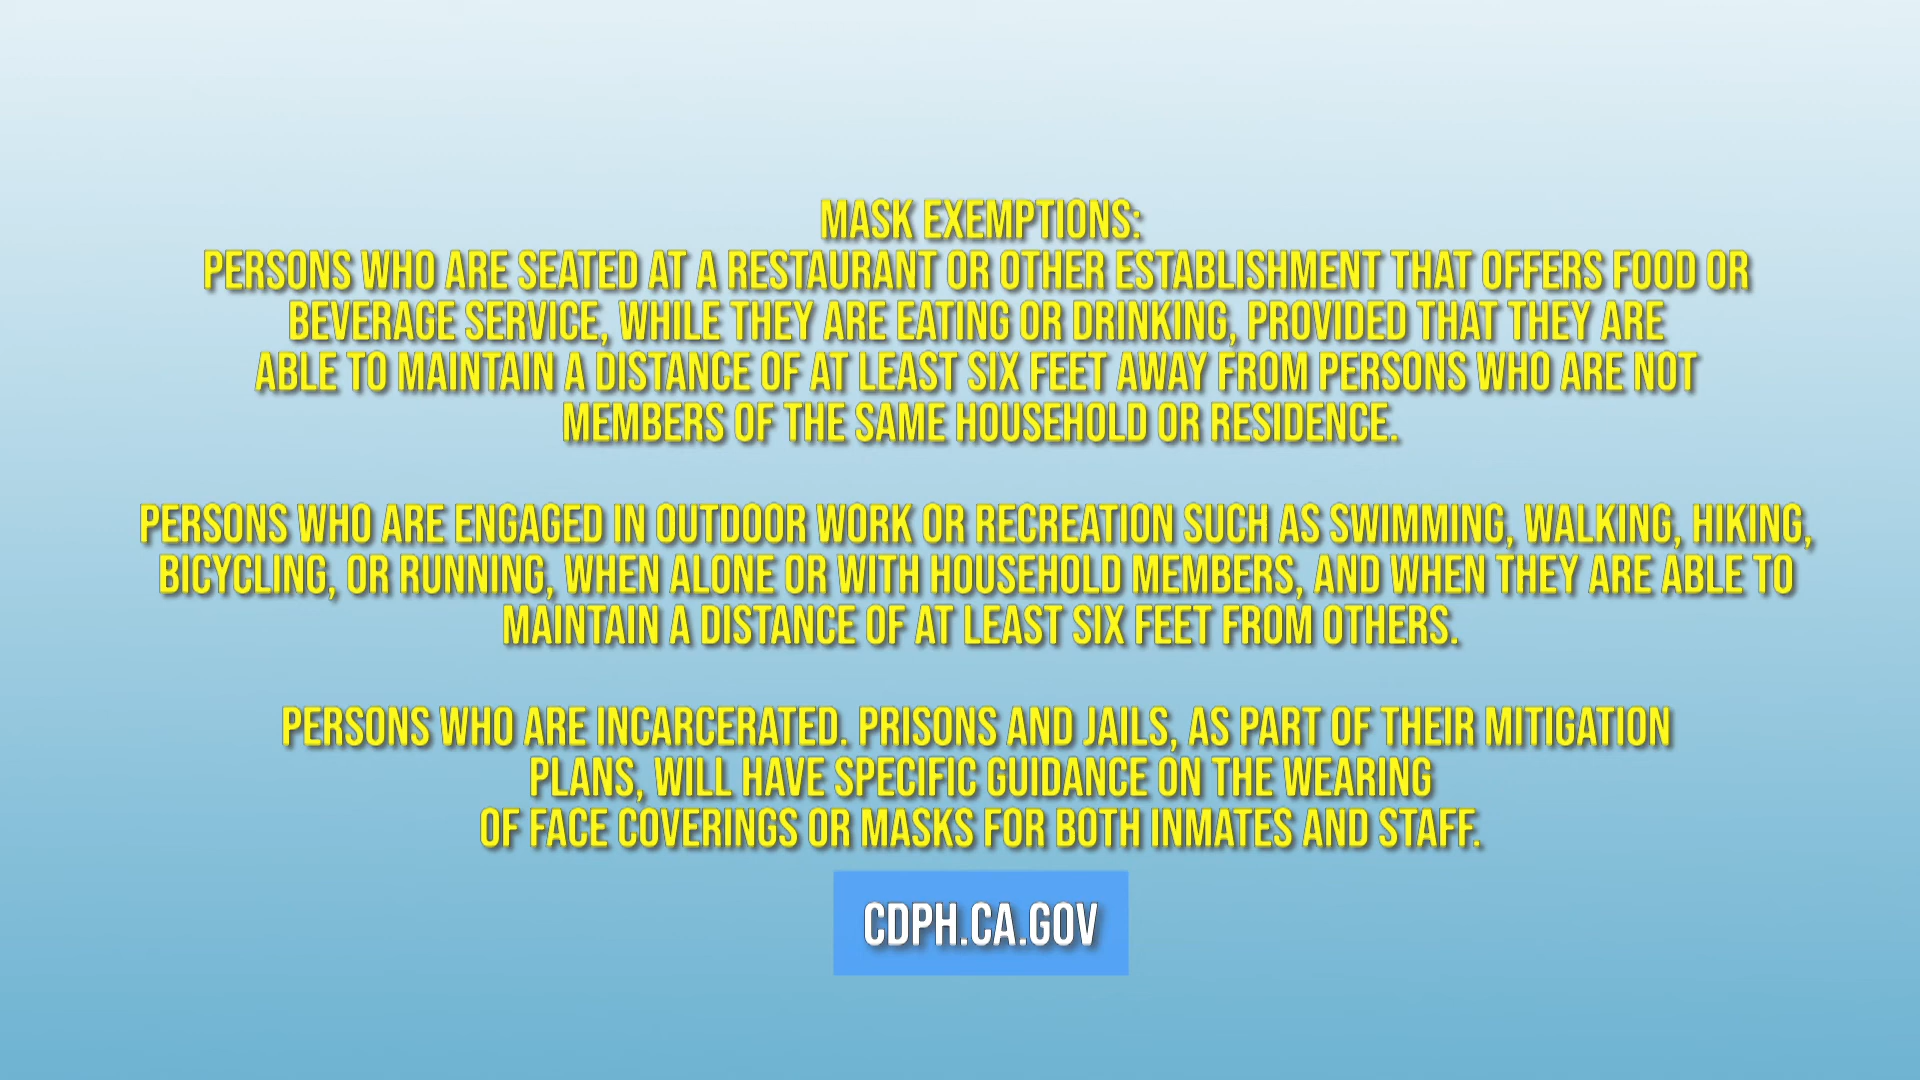 MASK EXEMPTIONS:
PERSONS WHO ARE SEATED AT A RESTAURANT OR OTHER ESTABLISHMENT THAT OFFERS FOOD OR
BEVERAGE SERVICE, WHILE THEY ARE EATING OR DRINKING, PROVIDED THAT THEY ARE
ABLE TO MAINTAIN A DISTANCE OF AT LEAST SIX FEET AWAY FROM PERSONS WHO ARE NOT
MEMBERS OF THE SAME HOUSEHOLD OR RESIDENCE.
PERSONS WHO ARE ENGAGED IN OUTDOOR WORK OR RECREATION SUCH AS SWIMMING, WALKING, HIKING,
BICYCLING, OR RUNNING, WHEN ALONE OR WITH HOUSEHOLD MEMBERS, AND WHEN THEY ARE ABLE TO
MAINTAIN A DISTANCE OF AT LEAST SIX FEET FROM OTHERS.
PERSONS WHO ARE INCARCERATED. PRISONS AND JAILS, AS PART OF THEIR MITIGATION
PLANS, WILL HAVE SPECIFIC GUIDANCE ON THE WEARING
OF FACE COVERINGS OR MASKS FOR BOTH INMATES AND STAFF.
CDPH.CA.GOV